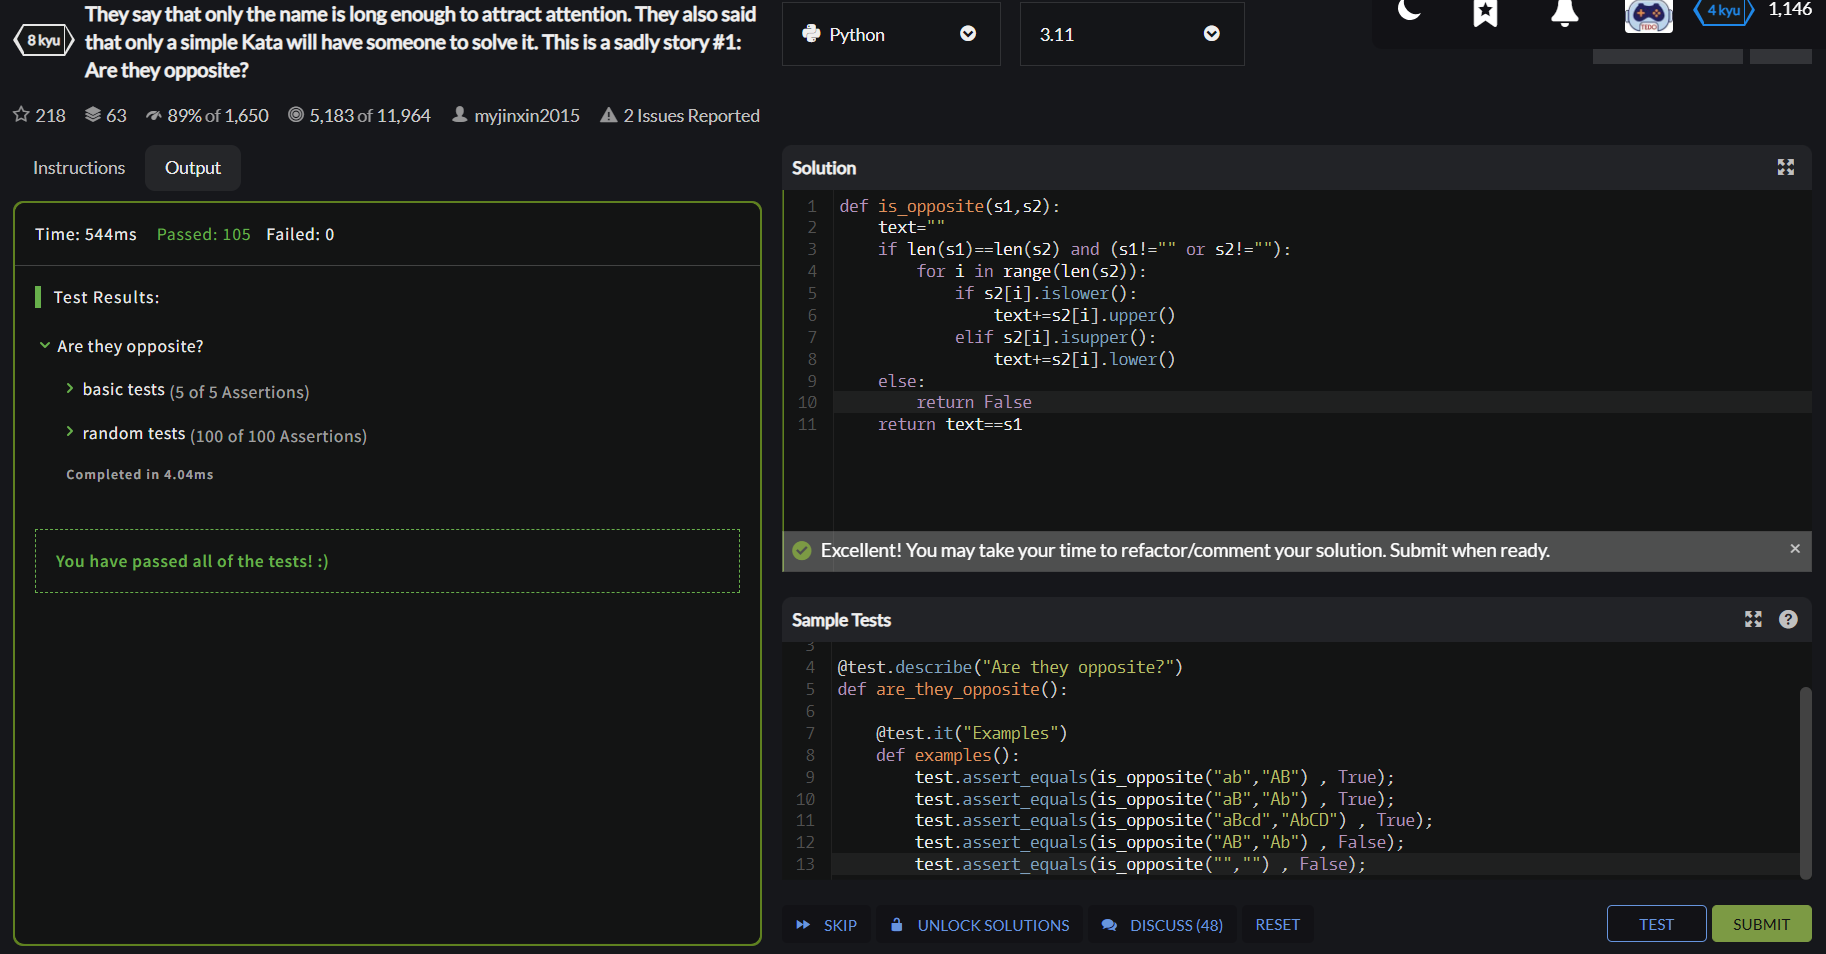 8 kyu
They say that only the name is long enough to attract attention. They also said
that only a simple Kata will have someone to solve it. This is a sadly story #1:
Are they opposite?
218 63 89% of 1,650 5,183 of 11,964 myjinxin2015 2 Issues Reported
Python
3.11
TEDO
4 kyu
1,146
Instructions
Output
Time: 544ms Passed: 105 Failed: 0
Test Results:
Are they opposite?
basic tests (5 of 5 Assertions)
random tests (100 of 100 Assertions)
Completed in 4.04ms
You have passed all of the tests! :)
Solution
1 def is_opposite(s1,s2):
2     text=""
3     if len(s1)==len(s2) and (s1!="" or s2!=""):
4         for i in range(len(s2)):
5             if s2[i].islower():
6                 text+=s2[i].upper()
7             elif s2[i].isupper():
8                 text+=s2[i].lower()
9     else:
10         return False
11     return text==s1
Excellent! You may take your time to refactor/comment your solution. Submit when ready.
Sample Tests
3
4 @test.describe("Are they opposite?")
5 def are_they_opposite():
6
7     @test.it("Examples")
8     def examples():
9         test.assert_equals(is_opposite("ab","AB") , True);
10         test.assert_equals(is_opposite("aB","Ab") , True);
11         test.assert_equals(is_opposite("aBcd","AbCD") , True);
12         test.assert_equals(is_opposite("AB","Ab") , False);
13         test.assert_equals(is_opposite("","") , False);
SKIP
UNLOCK SOLUTIONS
DISCUSS (48)
RESET
TEST
SUBMIT